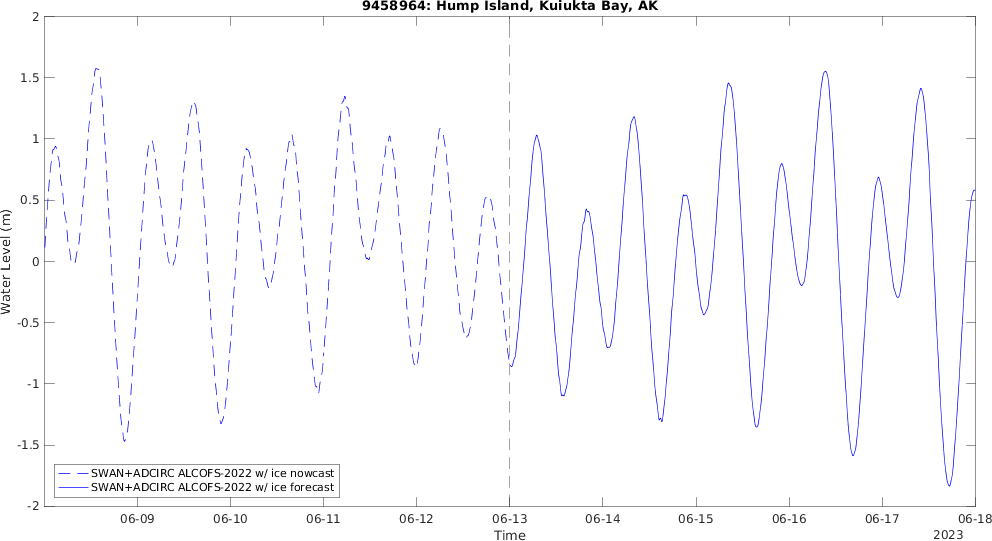 9458964: Hump Island, Kuiukta Bay, AK
2
1.5
1
0.5
0
-0.5
-1
-1.5
-2
Water Level (m)
SWAN+ADCIRC ALCOFS-2022 w/ ice nowcast
SWAN+ADCIRC ALCOFS-2022 w/ ice forecast
06-09 06-10 06-11 06-12 06-13 06-14 06-15 06-16 06-17 06-18
Time
2023